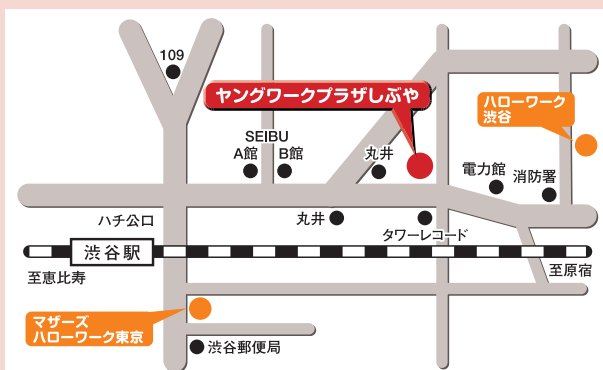 109
ヤングワークプラザしぶや
ハローワーク
渋谷
SEIBU
A館 B館
丸井
電力館
消防署
ハチ公口
丸井
タワーレコード
渋谷駅
至恵比寿
至原宿
マザーズ
ハローワーク東京
渋谷郵便局